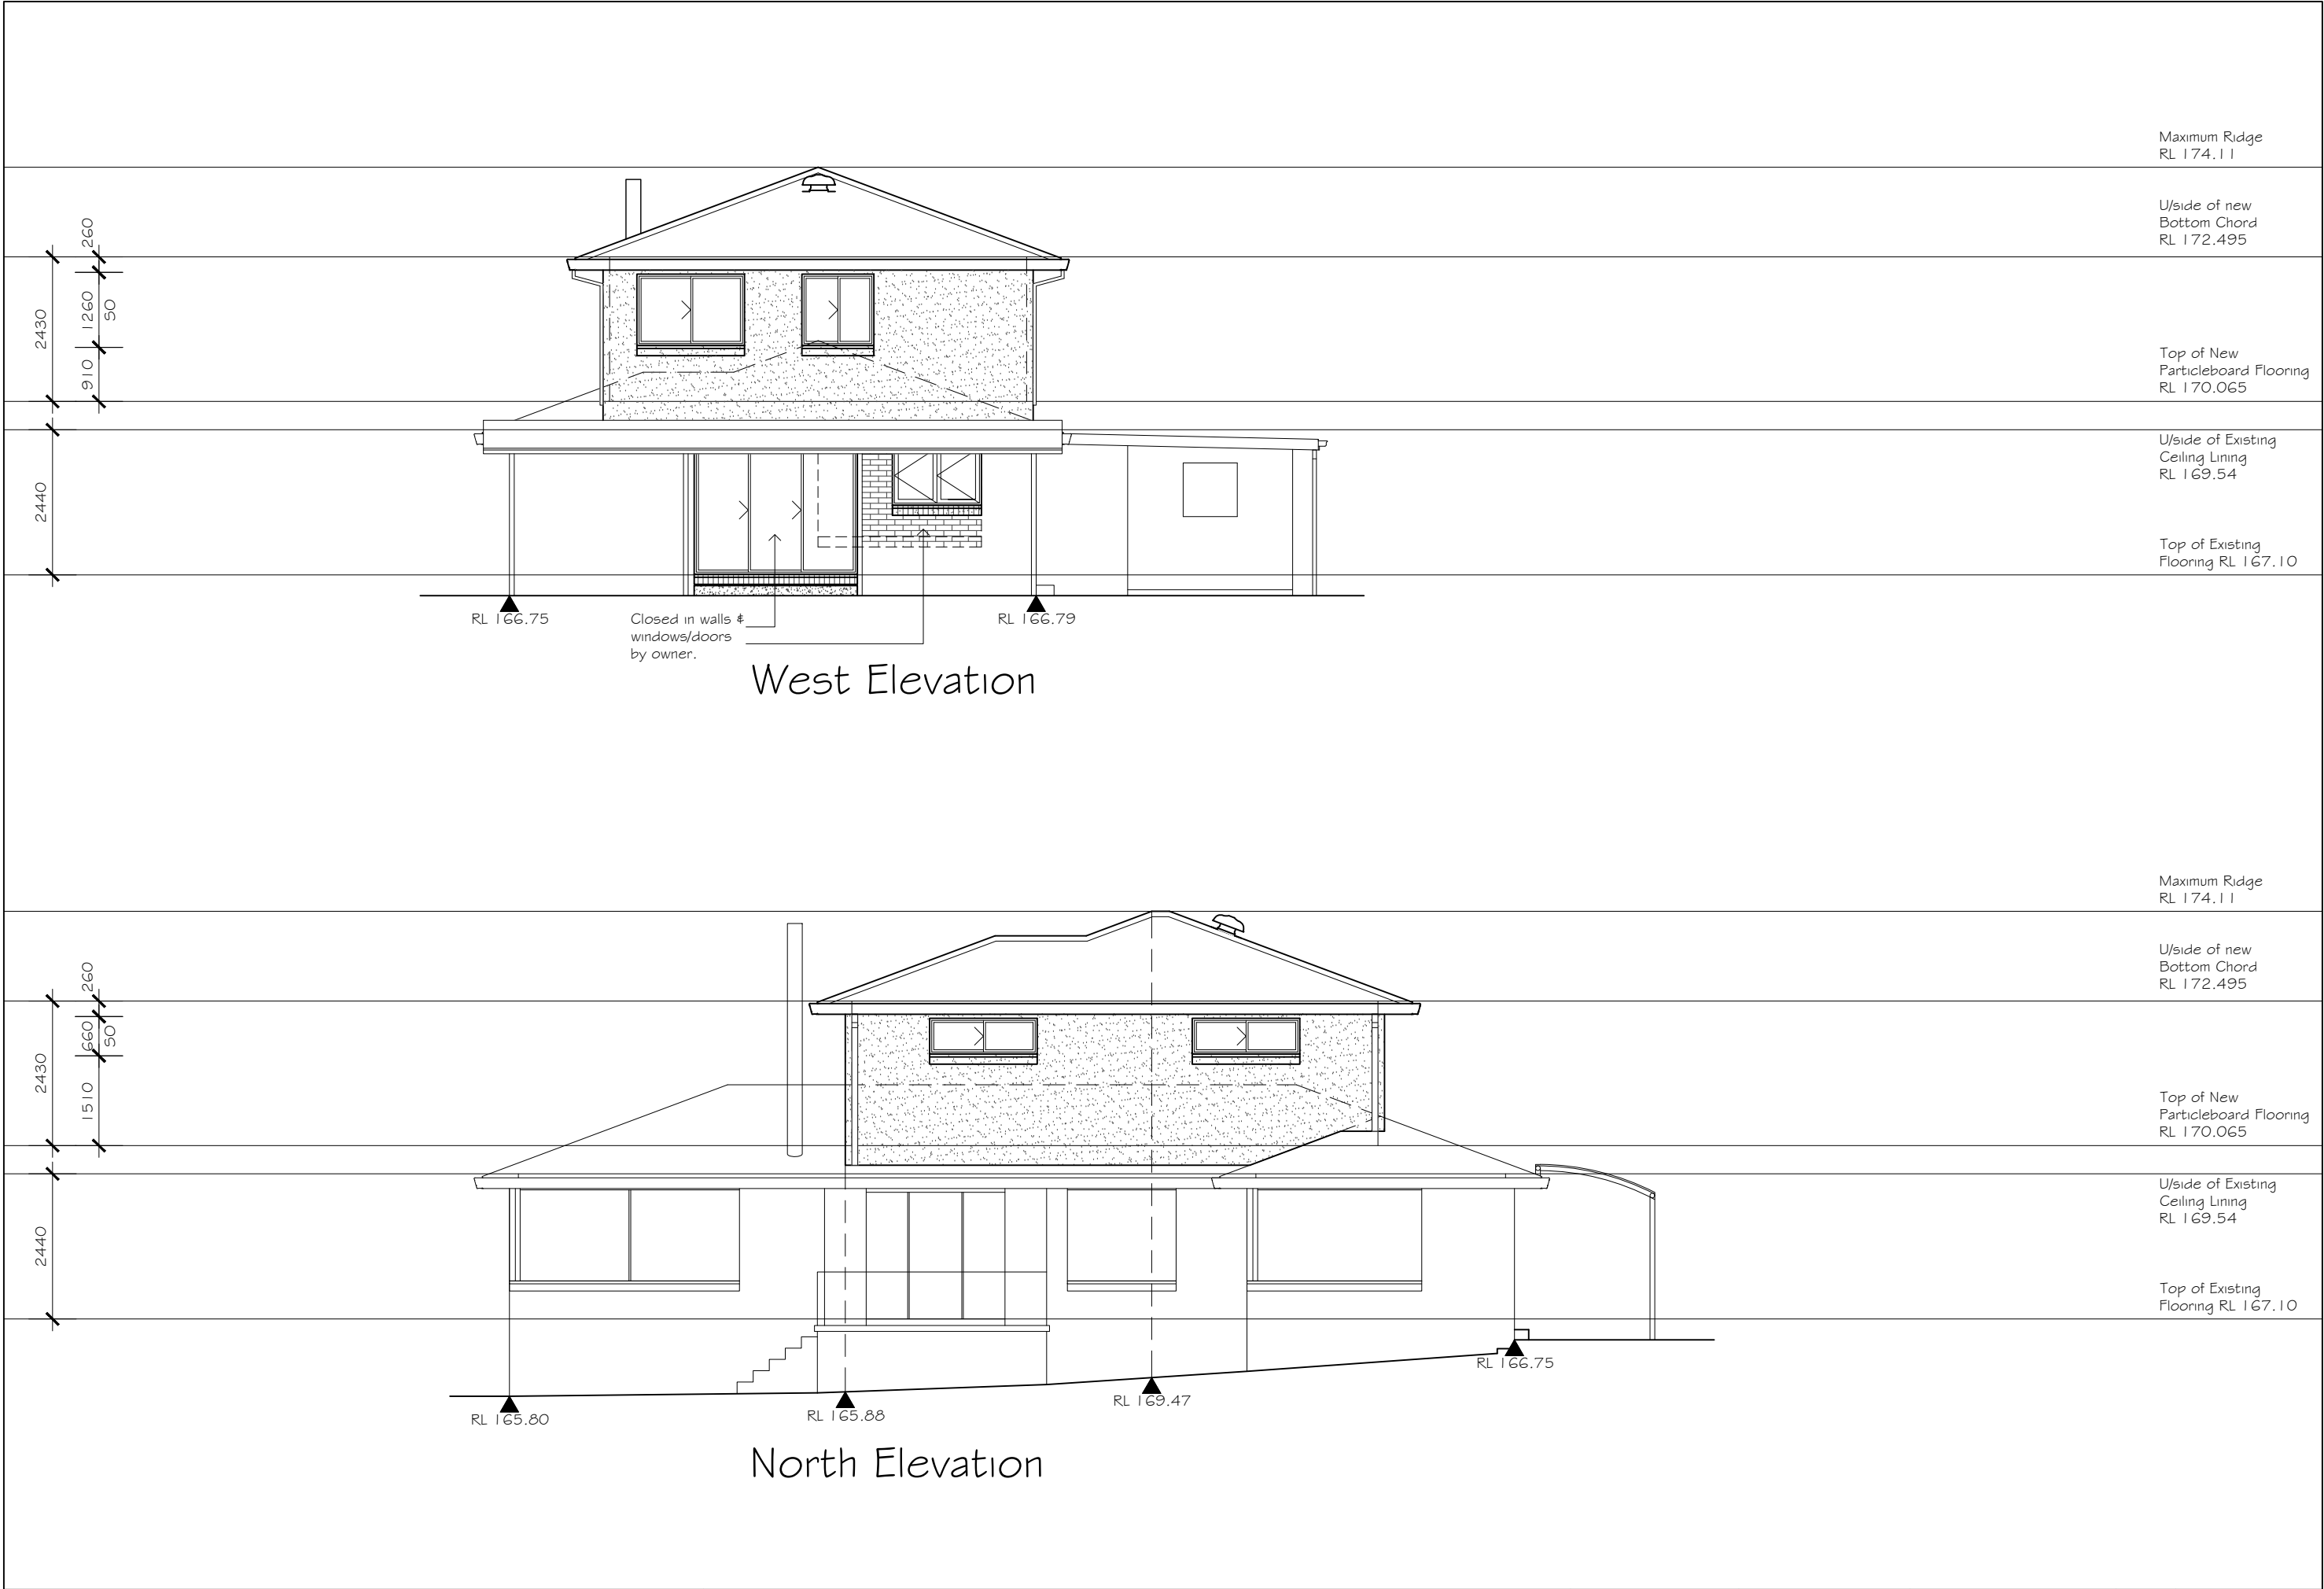 Maximum Ridge
RL 174.11
U/side of new
Bottom Chord
RL 172.495
260
1260
50
2430
910
Top of New
Particleboard Flooring
RL 170.065
U/side of Existing
Ceiling Lining
RL 169.54
2440
Top of Existing
Flooring RL 167.10
RL 166.75
Closed in walls &
windows/doors
by owner.
RL 166.79
West Elevation
Maximum Ridge
RL 174.11
U/side of new
Bottom Chord
RL 172.495
260
660
50
2430
1510
Top of New
Particleboard Flooring
RL 170.065
U/side of Existing
Ceiling Lining
RL 169.54
2440
Top of Existing
Flooring RL 167.10
RL 166.75
RL 165.80
RL 165.88
RL 169.47
North Elevation